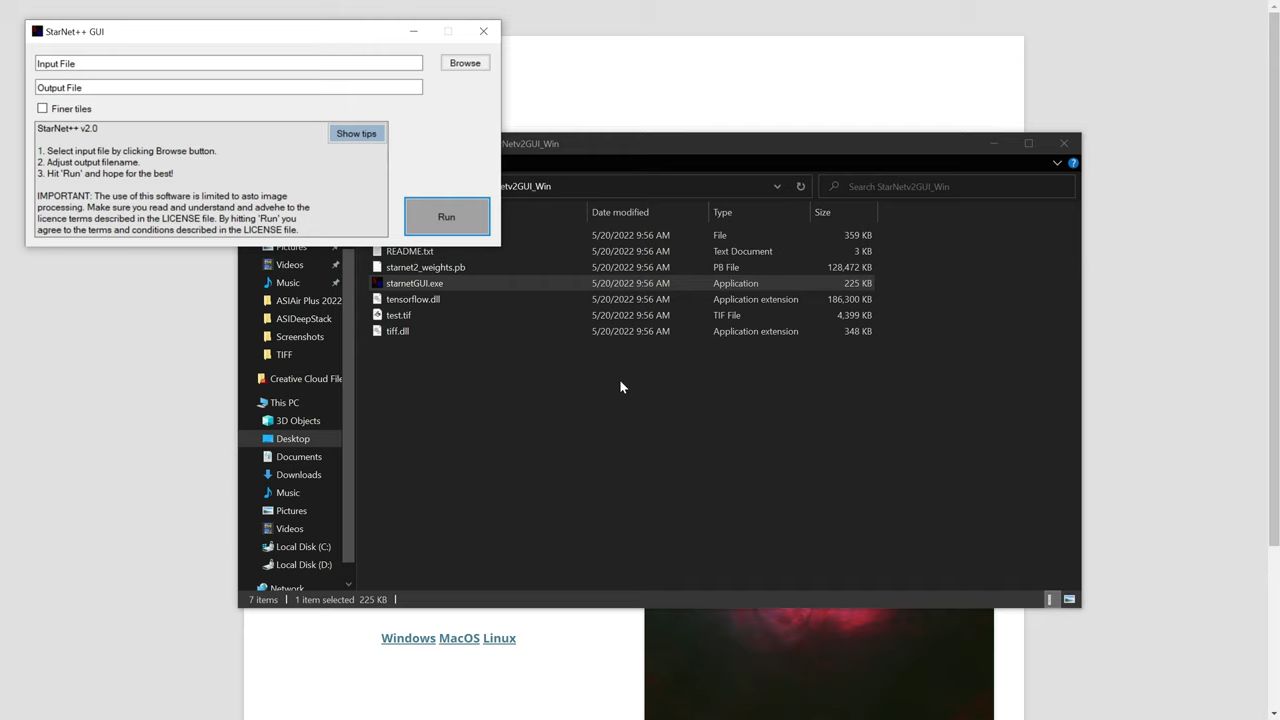 StarNet++ GUI
Input File
Browse
Output File
Finer tiles
StarNet++ v2.0
Show tips
1. Select input file by clicking Browse button.
2. Adjust output filename.
3. Hit 'Run' and hope for the best!
IMPORTANT: The use of this software is limited to asto image
processing. Make sure you read and understand and advehe to the
licence terms described in the LICENSE file. By hitting 'Run' you
agree to the terms and conditions described in the LICENSE file.
Run
Netv2GUI_Win
etv2GUI_Win
Search StarNetv2GUI_Win
Date modified Type Size
5/20/2022 9:56 AM File 359 KB
README.txt 5/20/2022 9:56 AM Text Document 3 KB
starnet2_weights.pb 5/20/2022 9:56 AM PB File 128,472 KB
starnetGUI.exe 5/20/2022 9:56 AM Application 225 KB
tensorflow.dll 5/20/2022 9:56 AM Application extension 186,300 KB
test.tif 5/20/2022 9:56 AM TIF File 4,399 KB
tiff.dll 5/20/2022 9:56 AM Application extension 348 KB
Pictures
Videos
Music
ASIAir Plus 2022
ASIDeepStack
Screenshots
TIFF
Creative Cloud File
This PC
3D Objects
Desktop
Documents
Downloads
Music
Pictures
Videos
Local Disk (C:)
Local Disk (D:)
Network
7 items 1 item selected 225 KB
Windows MacOS Linux